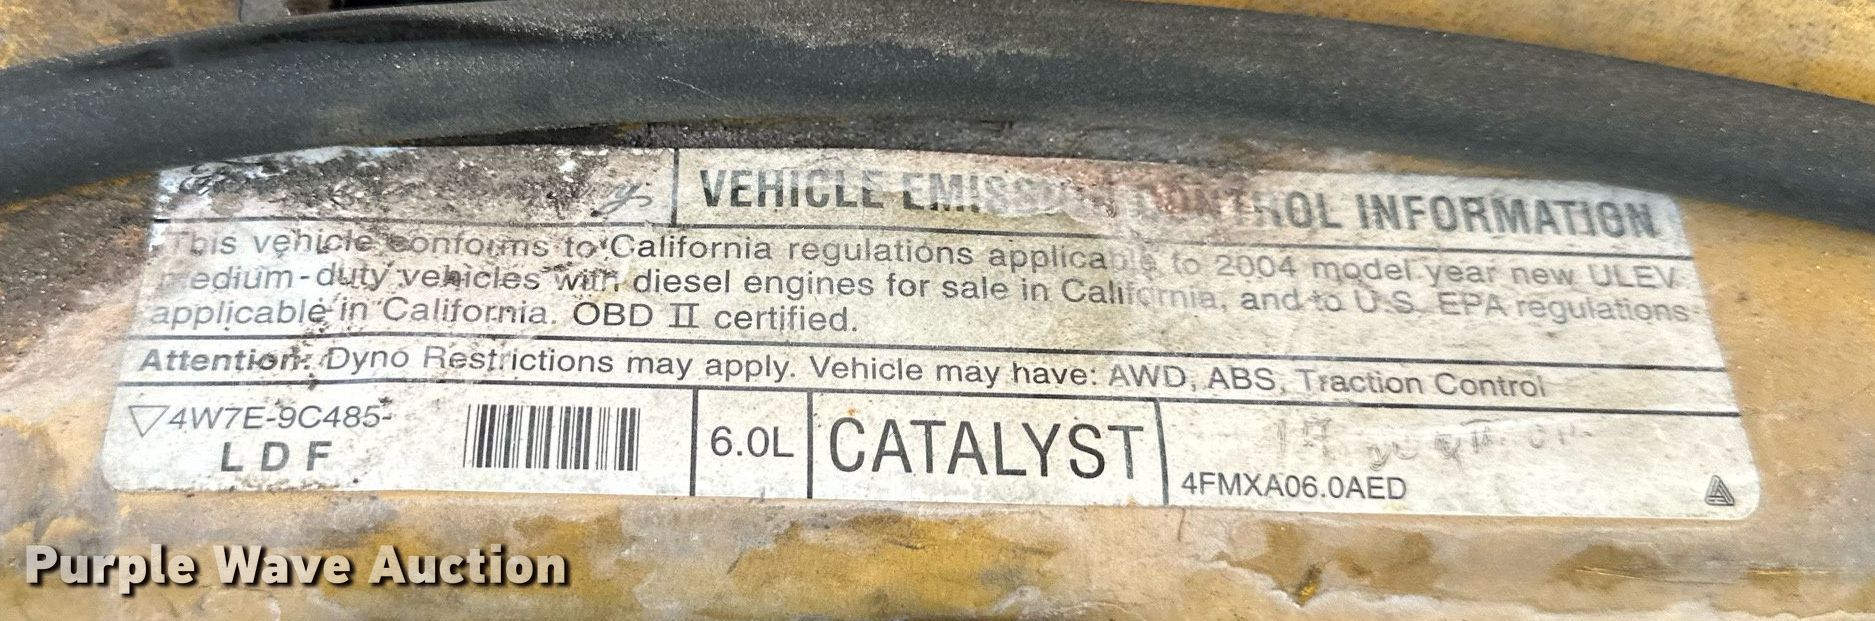 VEHICLE EMISSION CONTROL INFORMATION
This vehicle conforms to California regulations applicable to 2004 model year new ULEV
medium-duty vehicles with diesel engines for sale in California, and to U.S. EPA regulations
applicable in California. OBD II certified.
Attention: Dyno Restrictions may apply. Vehicle may have: AWD, ABS, Traction Control
4W7E-9C485-
LDF
6.0L
CATALYST
4FMXA06.0AED
Purple Wave Auction